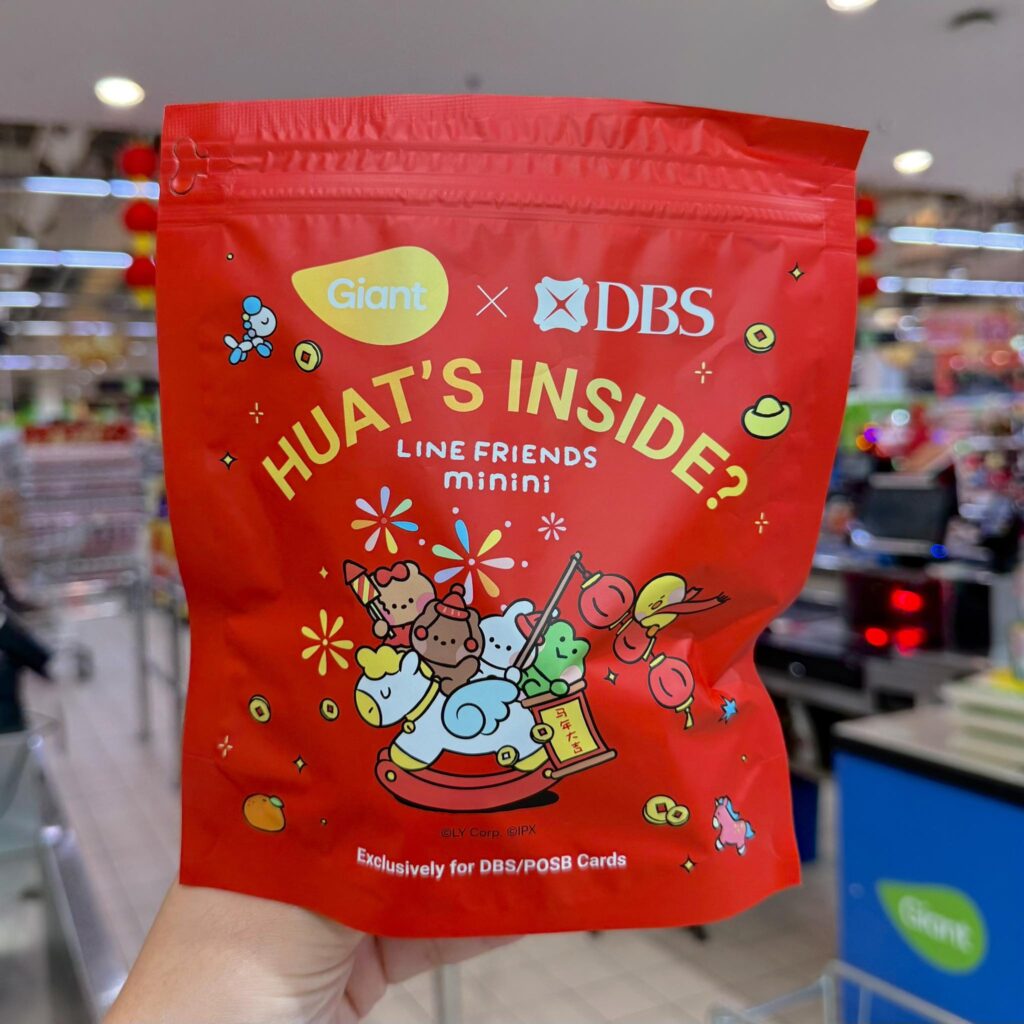 Giant × DBS
HUAT'S INSIDE?
LINE FRIENDS
minini
马年大吉
©LY Corp. ©IPX
Exclusively for DBS/POSB Cards
Giant